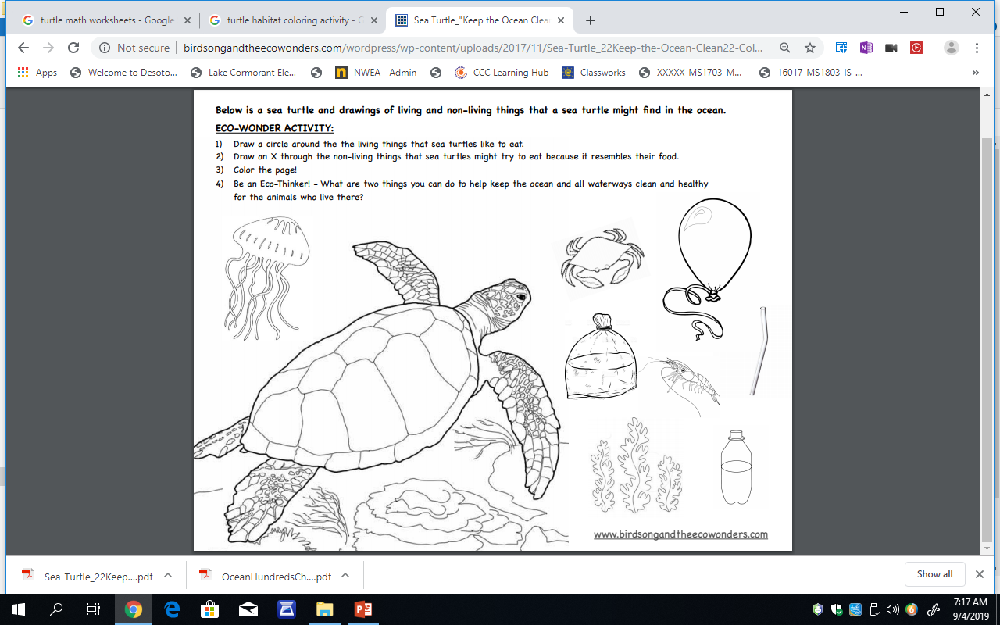 turtle math worksheets - Google
turtle habitat coloring activity - G
Sea Turtle_"Keep the Ocean Clea
Not secure
birdsongandtheecowonders.com/wordpress/wp-content/uploads/2017/11/Sea-Turtle_22Keep-the-Ocean-Clean22-Col...
Apps
Welcome to Desoto...
Lake Cormorant Ele...
NWEA - Admin
CCC Learning Hub
Classworks
XXXXX_MS1703_M...
16017_MS1803_IS_...
»
Below is a sea turtle and drawings of living and non-living things that a sea turtle might find in the ocean.
ECO-WONDER ACTIVITY:
1) Draw a circle around the the living things that sea turtles like to eat.
2) Draw an X through the non-living things that sea turtles might try to eat because it resembles their food.
3) Color the page!
4) Be an Eco-Thinker! - What are two things you can do to help keep the ocean and all waterways clean and healthy
for the animals who live there?
www.birdsongandtheecowonders.com
Sea-Turtle_22Keep....pdf
OceanHundredsCh....pdf
Show all
7:17 AM
9/4/2019